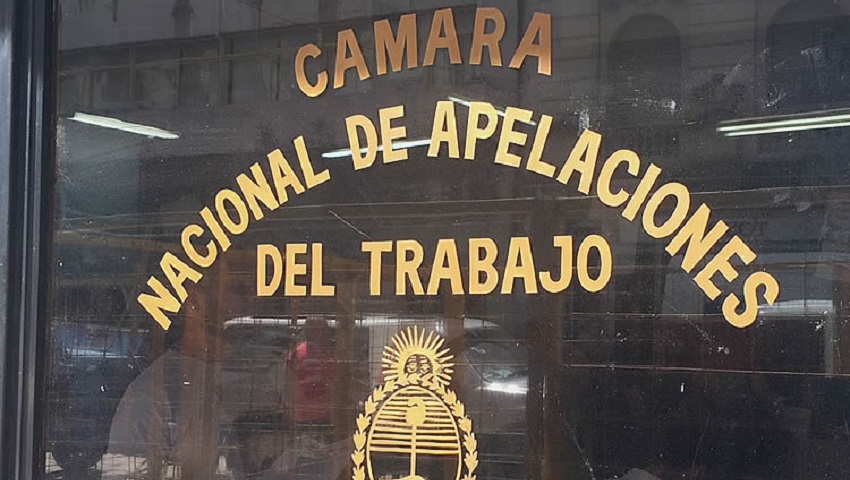 CAMARA
NACIONAL DE APELACIONES
DEL TRABAJO